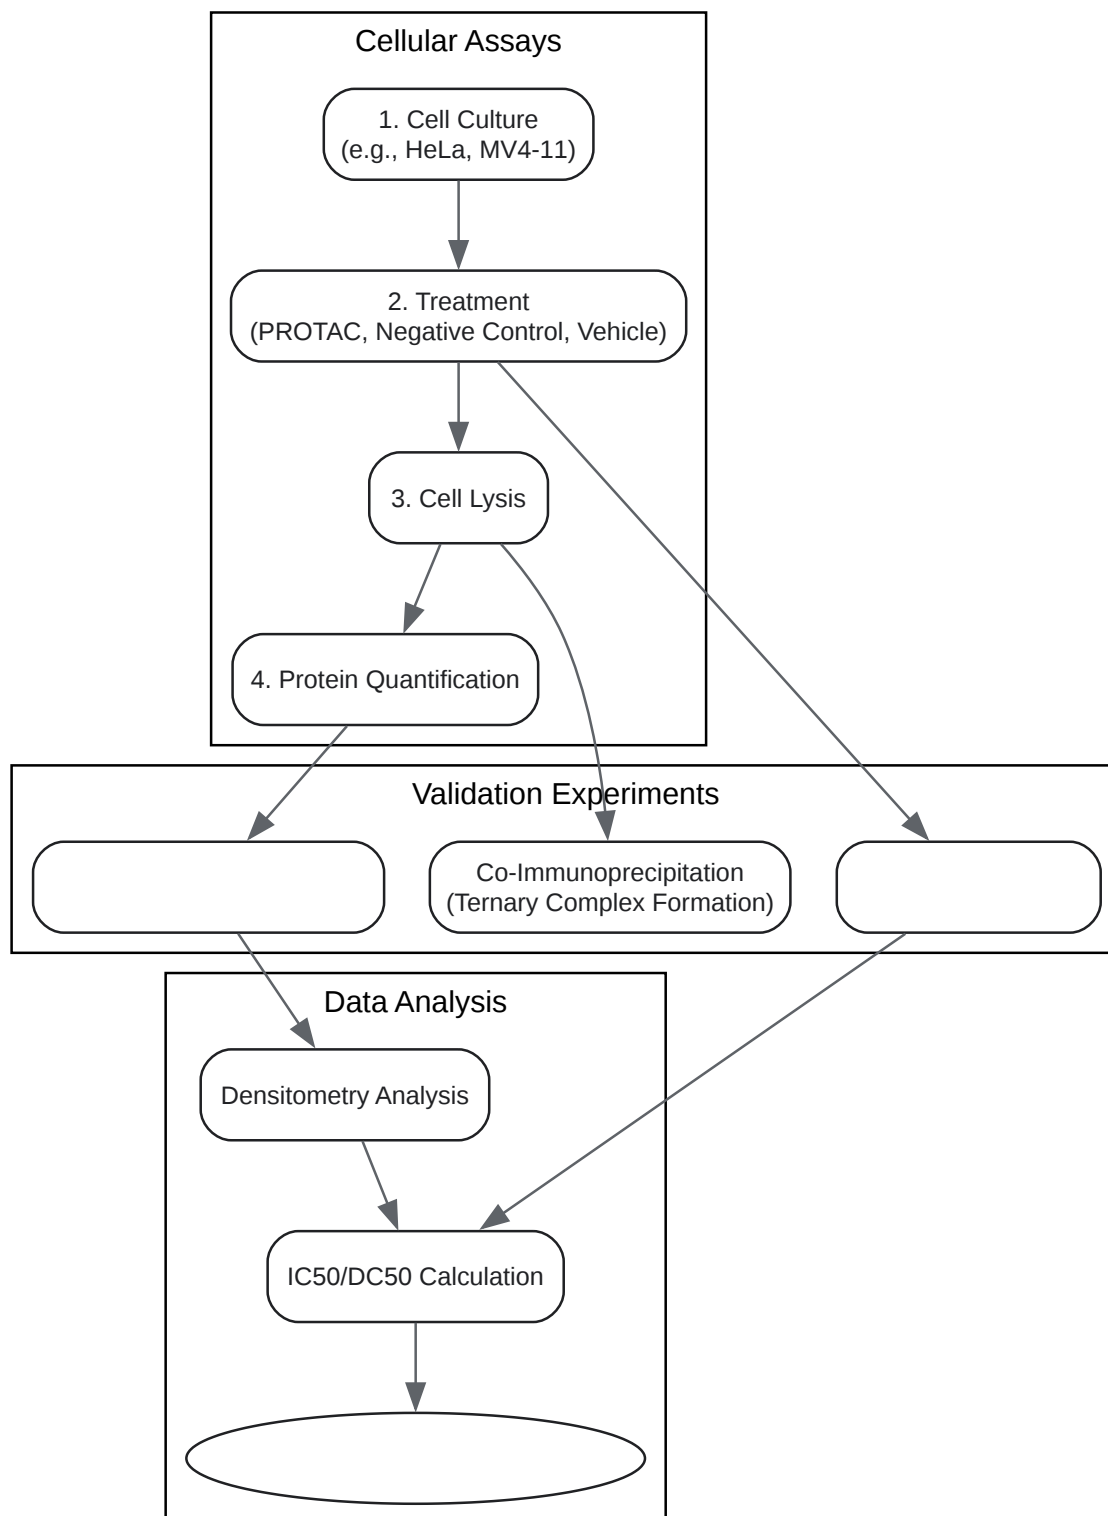 Cellular Assays
1. Cell Culture
(e.g., HeLa, MV4-11)
2. Treatment
(PROTAC, Negative Control, Vehicle)
3. Cell Lysis
4. Protein Quantification
Validation Experiments
Co-Immunoprecipitation
(Ternary Complex Formation)
Data Analysis
Densitometry Analysis
IC50/DC50 Calculation